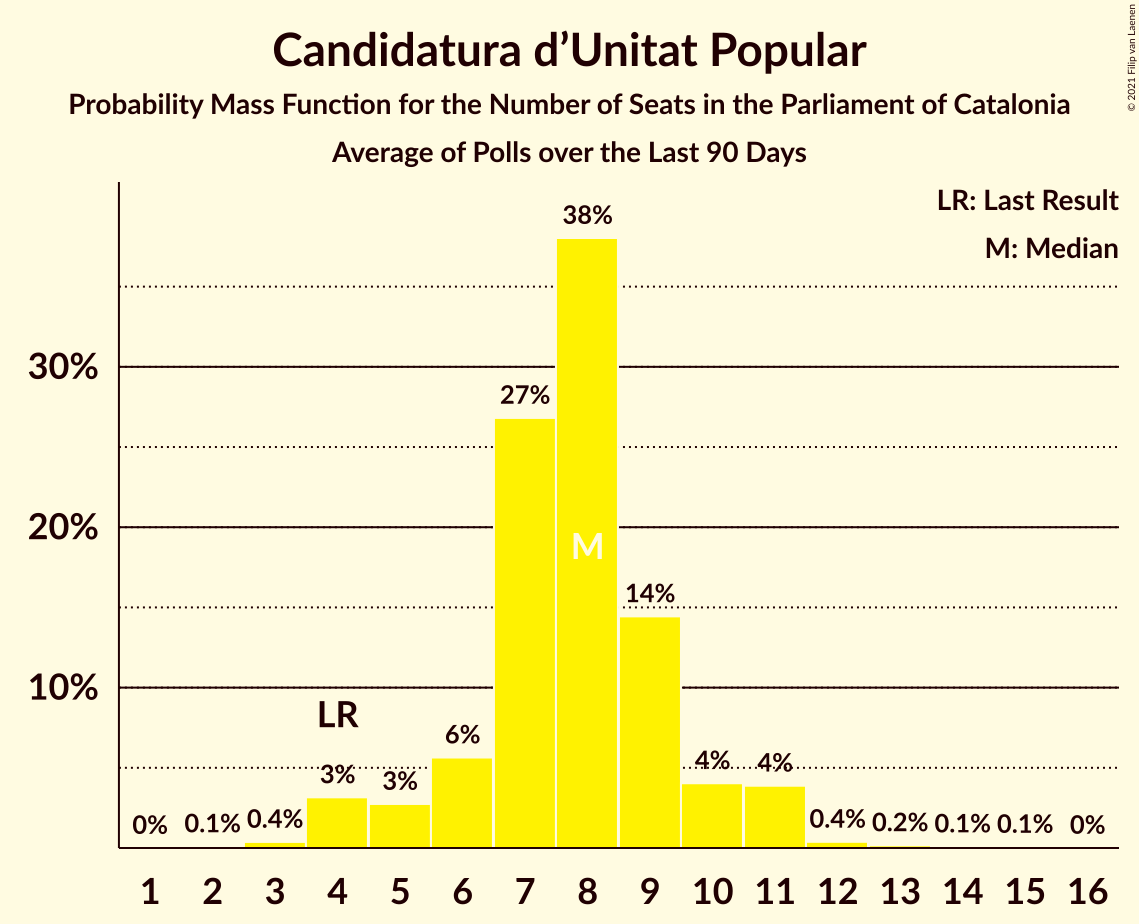 Candidatura d’Unitat Popular
Probability Mass Function for the Number of Seats in the Parliament of Catalonia
Average of Polls over the Last 90 Days
© 2021 Filip van Laenen
LR: Last Result
M: Median
38%
30%
27%
20%
M
14%
10%
LR
6%
3% 3% 4% 4%
0% 0.1% 0.4% 0.4% 0.2% 0.1% 0.1% 0%
1 2 3 4 5 6 7 8 9 10 11 12 13 14 15 16